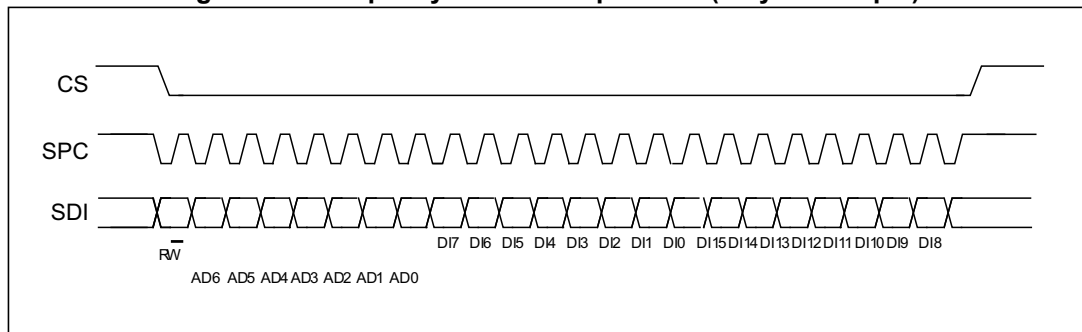 CS
SPC
SDI
RW
DI7 DI6 DI5 DI4 DI3 DI2 DI1 DI0 DI15 DI14 DI13 DI12 DI11 DI10 DI9 DI8
AD6 AD5 AD4 AD3 AD2 AD1 AD0